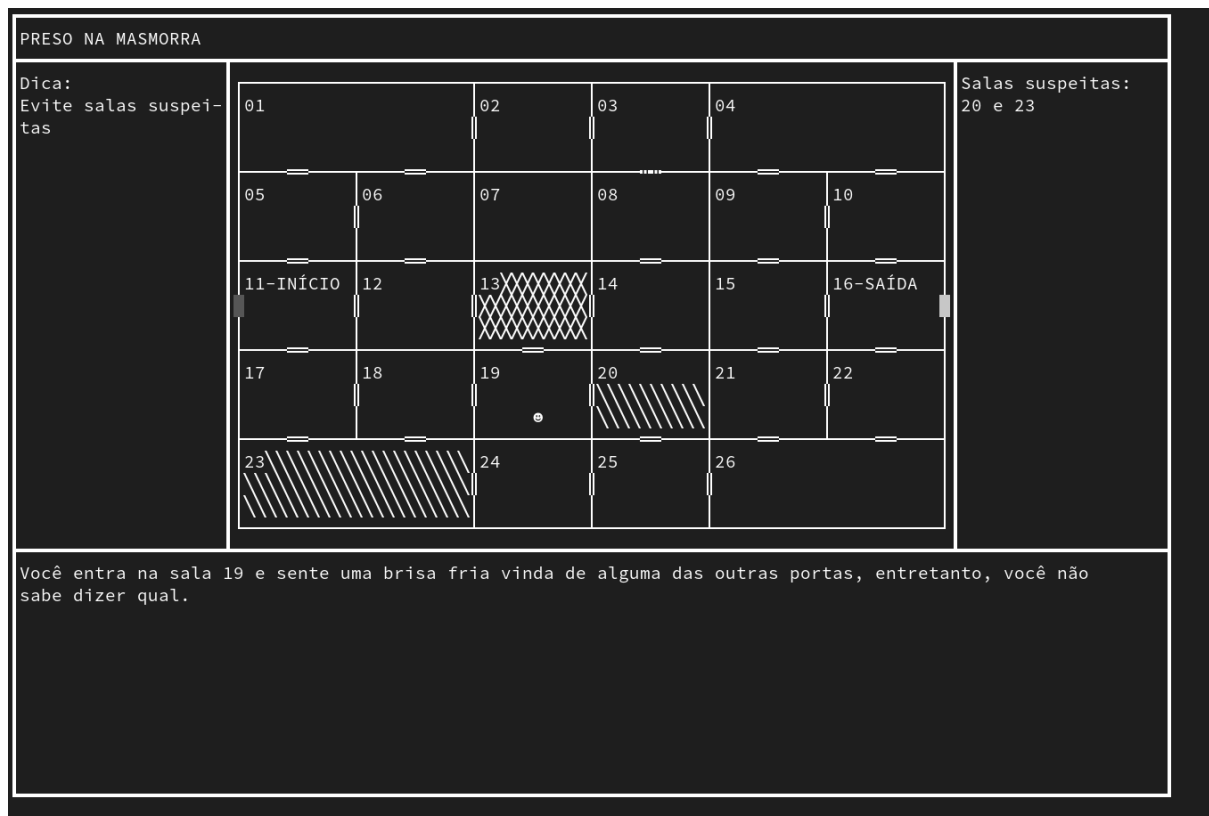 PRESO NA MASMORRA
Dica:
Evite salas suspei-
tas
01
02
03
04
05
06
07
08
09
10
11-INÍCIO
12
13
14
15
16-SAÍDA
17
18
19
20
21
22
23
24
25
26
Salas suspeitas:
20 e 23
Você entra na sala 19 e sente uma brisa fria vinda de alguma das outras portas, entretanto, você não
sabe dizer qual.